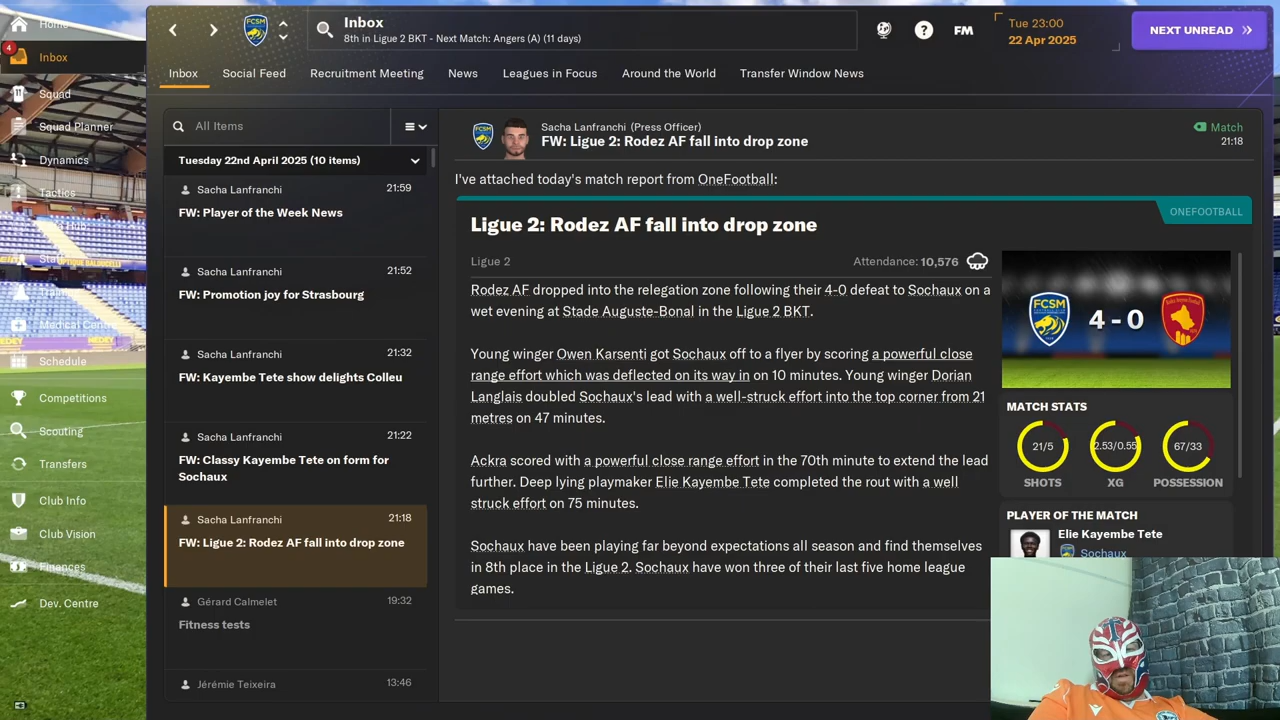 Home
Inbox
8th in Ligue 2 BKT - Next Match: Angers (A) (11 days)
FM
Tue 23:00
22 Apr 2025
NEXT UNREAD
4
Inbox
Squad
Squad Planner
Dynamics
Tactics
Staff
Medical Centre
Schedule
Competitions
Scouting
Transfers
Club Info
Club Vision
Finances
Dev. Centre
Inbox
Social Feed
Recruitment Meeting
News
Leagues in Focus
Around the World
Transfer Window News
All Items
Tuesday 22nd April 2025 (10 items)
Sacha Lanfranchi 21:59
FW: Player of the Week News
Sacha Lanfranchi 21:52
FW: Promotion joy for Strasbourg
Sacha Lanfranchi 21:32
FW: Kayembe Tete show delights Colleu
Sacha Lanfranchi 21:22
FW: Classy Kayembe Tete on form for
Sochaux
Sacha Lanfranchi 21:18
FW: Ligue 2: Rodez AF fall into drop zone
Gérard Calmelet 19:32
Fitness tests
Jérémie Teixeira 13:46
Sacha Lanfranchi (Press Officer)
FW: Ligue 2: Rodez AF fall into drop zone
Match
21:18
I've attached today's match report from OneFootball:
ONEFOOTBALL
Ligue 2: Rodez AF fall into drop zone
Ligue 2
Attendance: 10,576
Rodez AF dropped into the relegation zone following their 4-0 defeat to Sochaux on a
wet evening at Stade Auguste-Bonal in the Ligue 2 BKT.
Young winger Owen Karsenti got Sochaux off to a flyer by scoring a powerful close
range effort which was deflected on its way in on 10 minutes. Young winger Dorian
Langlais doubled Sochaux's lead with a well-struck effort into the top corner from 21
metres on 47 minutes.
Ackra scored with a powerful close range effort in the 70th minute to extend the lead
further. Deep lying playmaker Elie Kayembe Tete completed the rout with a well
struck effort on 75 minutes.
Sochaux have been playing far beyond expectations all season and find themselves
in 8th place in the Ligue 2. Sochaux have won three of their last five home league
games.
FCSM
4 - 0
MATCH STATS
21/5
2.53/0.55
67/33
SHOTS
XG
POSSESSION
PLAYER OF THE MATCH
Elie Kayembe Tete
Sochaux